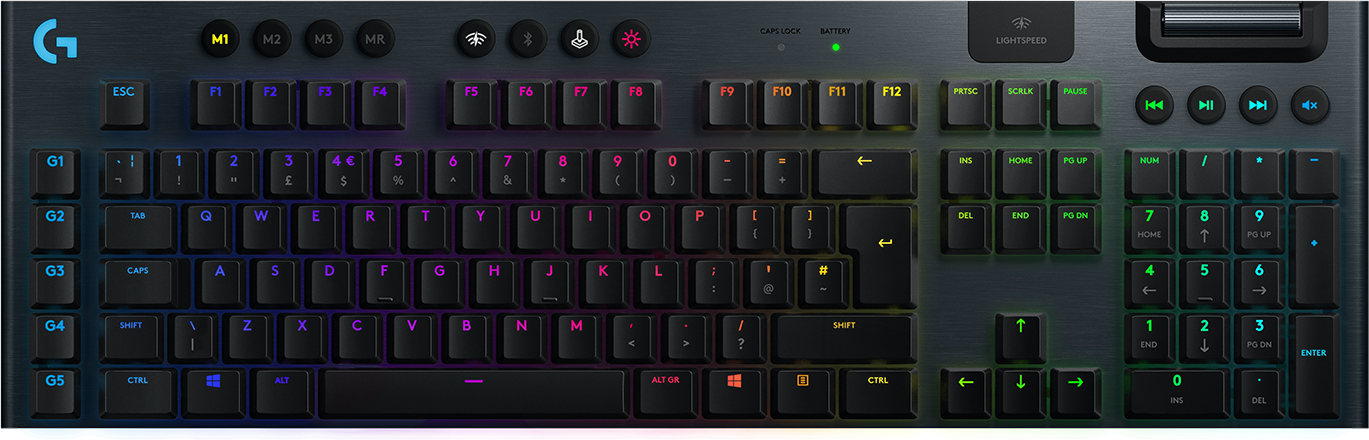 M1 M2 M3 MR CAPS LOCK BATTERY LIGHTSPEED
ESC F1 F2 F3 F4 F5 F6 F7 F8 F9 F10 F11 F12 PRTSC SCRLK PAUSE
G1 ` ¦ 1 2 3 4 € 5 6 7 8 9 0 - = ← INS HOME PG UP NUM / * -
¬ ! " £ $ % ^ & * ( ) _ +
G2 TAB Q W E R T Y U I O P [ ] DEL END PG DN 7 8 9 +
{ } HOME ↑ PG UP
G3 CAPS A S D F G H J K L ; ' # 4 5 6
: @ ~ ← →
G4 SHIFT \ Z X C V B N M , . / SHIFT ↑ 1 2 3 ENTER
| < > ? END ↓ PG DN
G5 CTRL ALT ALT GR CTRL ← ↓ → 0 .
INS DEL